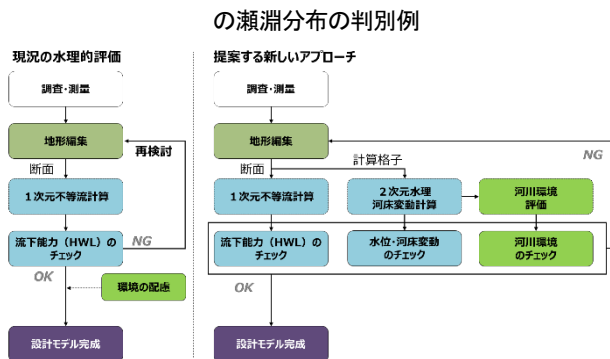 の瀬淵分布の判別例
現況の水理的評価
調査・測量
地形編集
再検討
断面
1次元不等流計算
流下能力（HWL）の
チェック
NG
OK
環境の配慮
設計モデル完成
提案する新しいアプローチ
調査・測量
地形編集
NG
断面
計算格子
1次元不等流計算
2次元水理
河床変動計算
河川環境
評価
流下能力（HWL）の
チェック
水位・河床変動
のチェック
河川環境
のチェック
OK
設計モデル完成